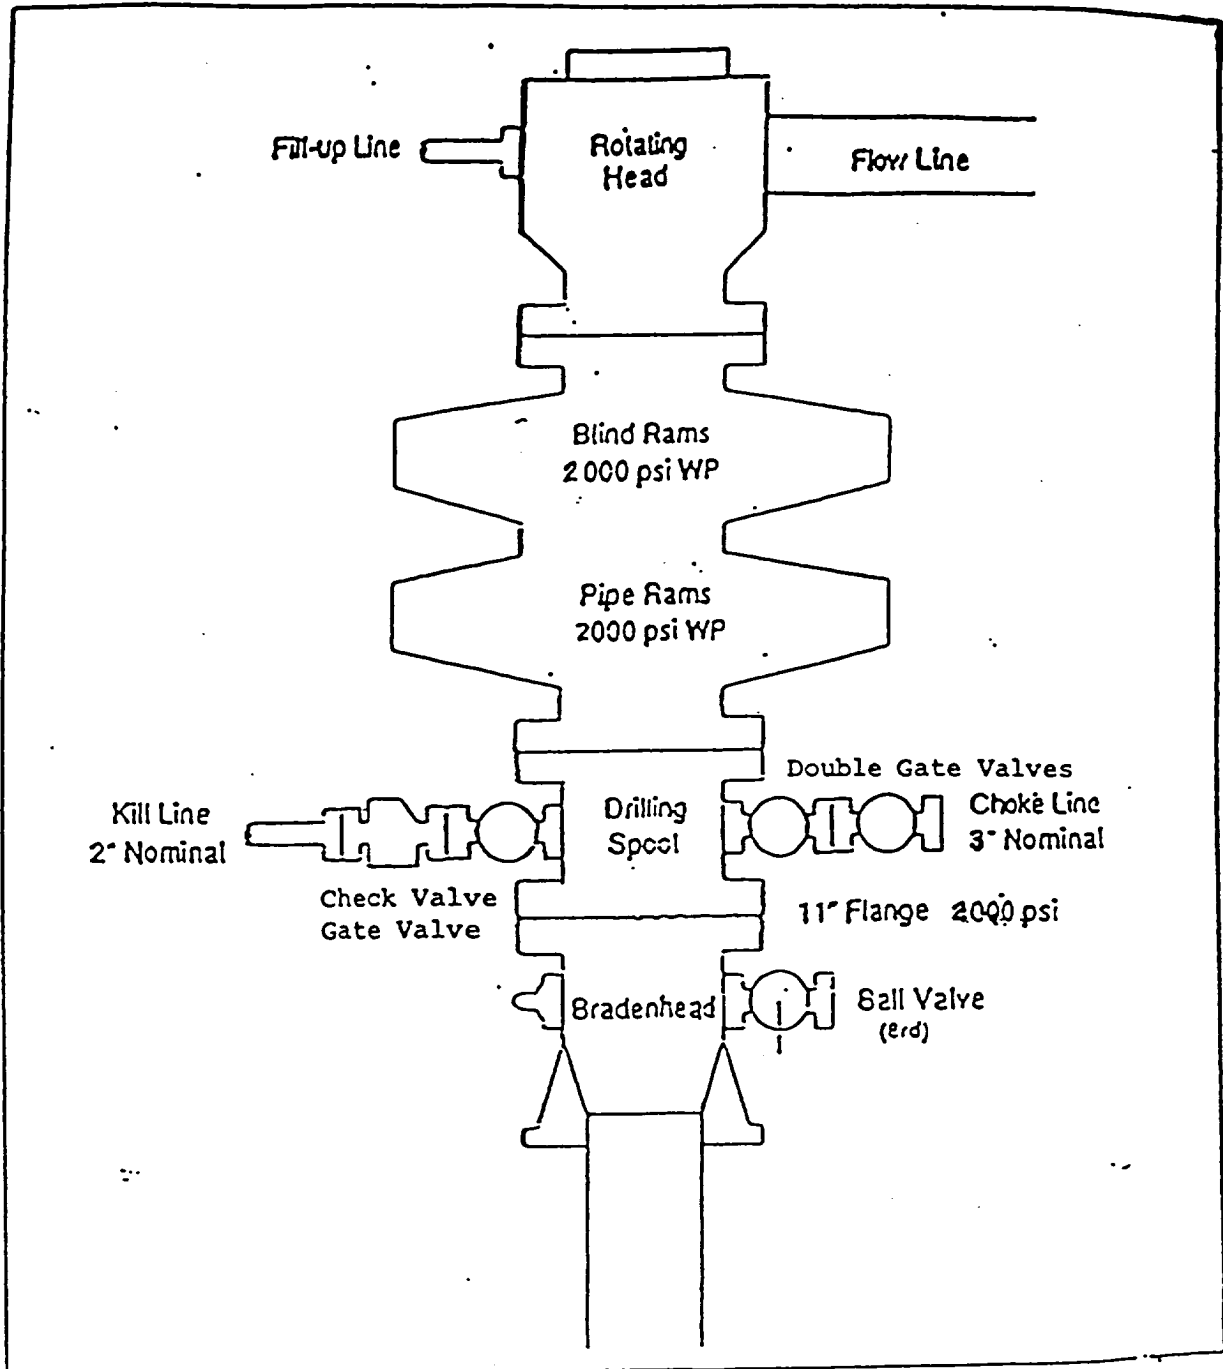 Fill-up Line
Rotating
Head
Flow Line
Blind Rams
2000 psi WP
Pipe Rams
2000 psi WP
Double Gate Valves
Kill Line
2" Nominal
Drilling
Spool
Choke Line
3" Nominal
Check Valve
Gate Valve
11" Flange 2000 psi
Bradenhead
Ball Valve